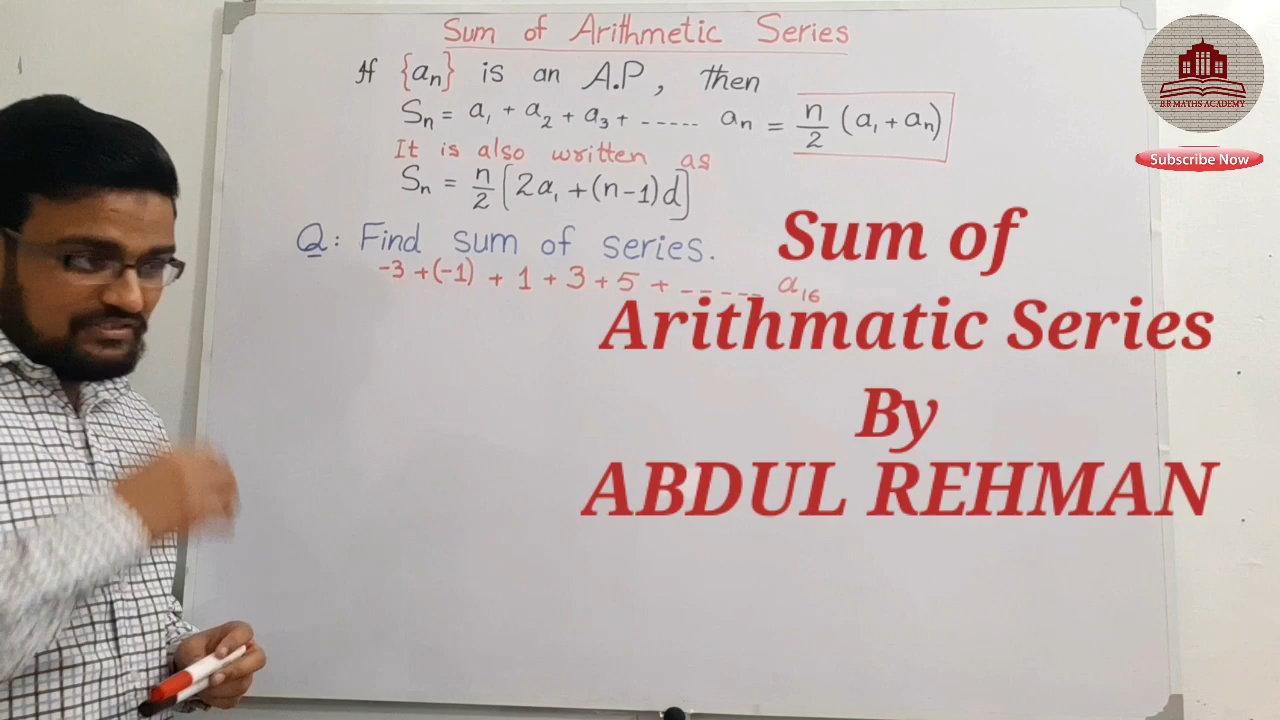 Sum of Arithmetic Series
If {aₙ} is an A.P, then
Sₙ = a₁ + a₂ + a₃ + ----- aₙ = n/2 (a₁ + aₙ)
It is also written as
Sₙ = n/2 [2a₁ + (n-1)d]
Q: Find sum of series.
-3 + (-1) + 1 + 3 + 5 + _ _ _ _ _ a₁₆
Sum of
Arithmatic Series
By
ABDUL REHMAN
B.R MATHS ACADEMY
Subscribe Now